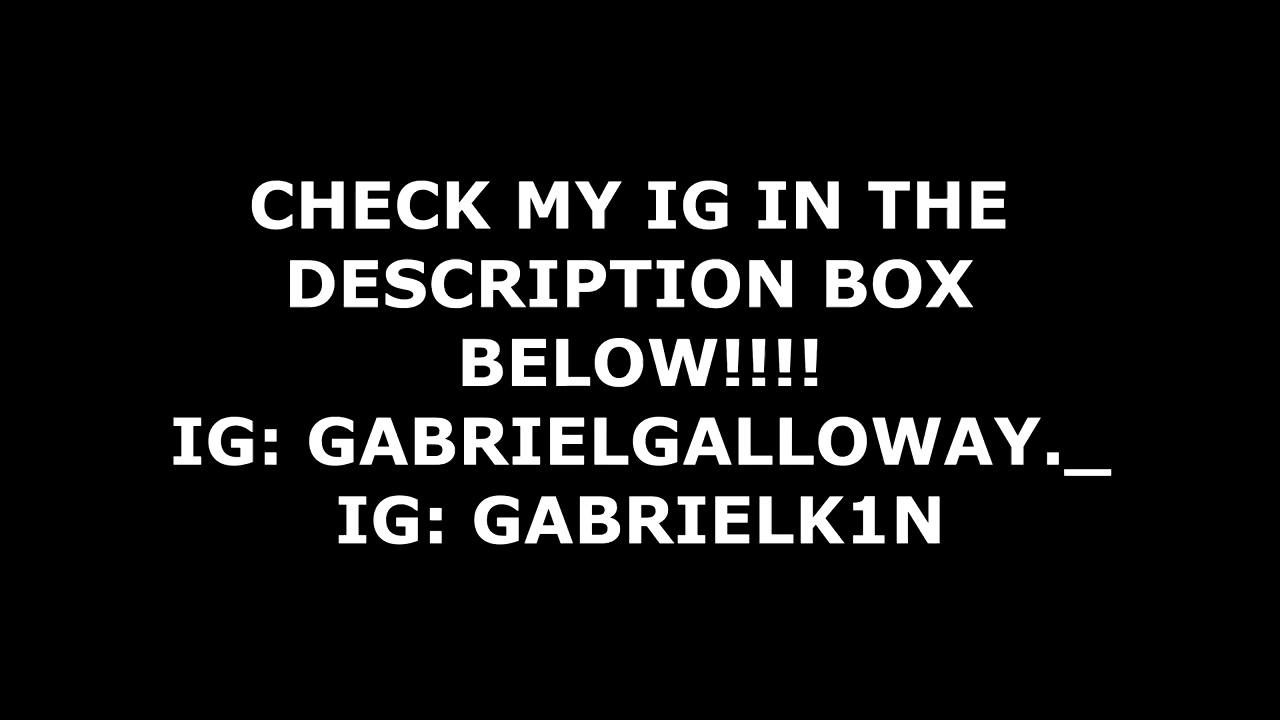 CHECK MY IG IN THE
DESCRIPTION BOX
BELOW!!!!
IG: GABRIELGALLOWAY._
IG: GABRIELK1N